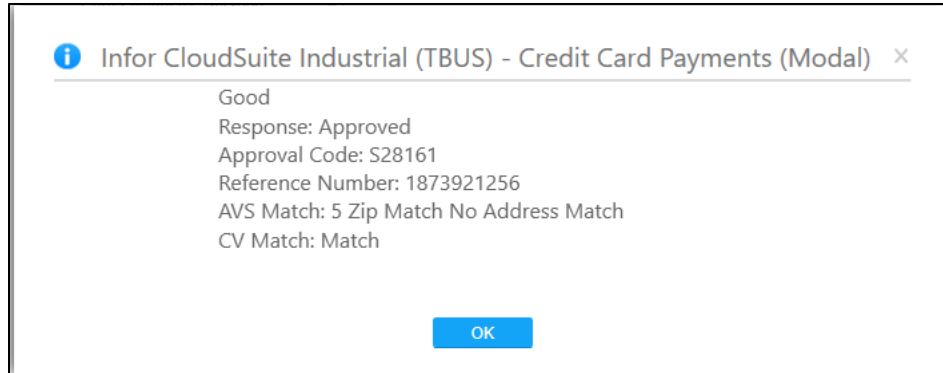 Infor CloudSuite Industrial (TBUS) - Credit Card Payments (Modal)
Good
Response: Approved
Approval Code: S28161
Reference Number: 1873921256
AVS Match: 5 Zip Match No Address Match
CV Match: Match
OK